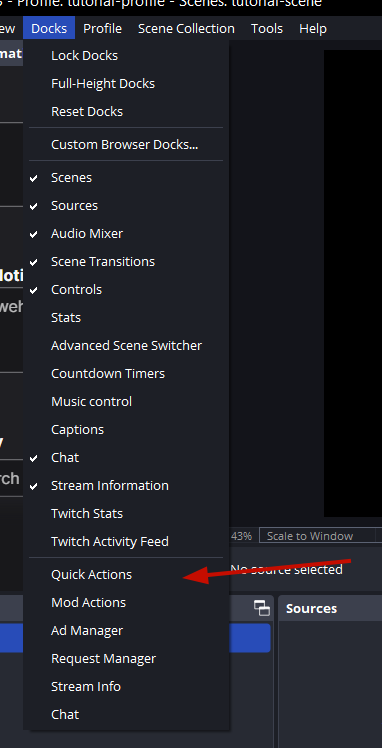 - Profile: tutorial-profile - Scenes: tutorial-scene
ew Docks Profile Scene Collection Tools Help
mat
Lock Docks
Full-Height Docks
Reset Docks
Custom Browser Docks...
Scenes
Sources
Audio Mixer
Scene Transitions
loti
Controls
weh
Stats
Advanced Scene Switcher
Countdown Timers
Music control
Captions
Chat
rch
Stream Information
Twitch Stats
43% Scale to Window
Twitch Activity Feed
Quick Actions
No source selected
Mod Actions
Sources
Ad Manager
Request Manager
Stream Info
Chat